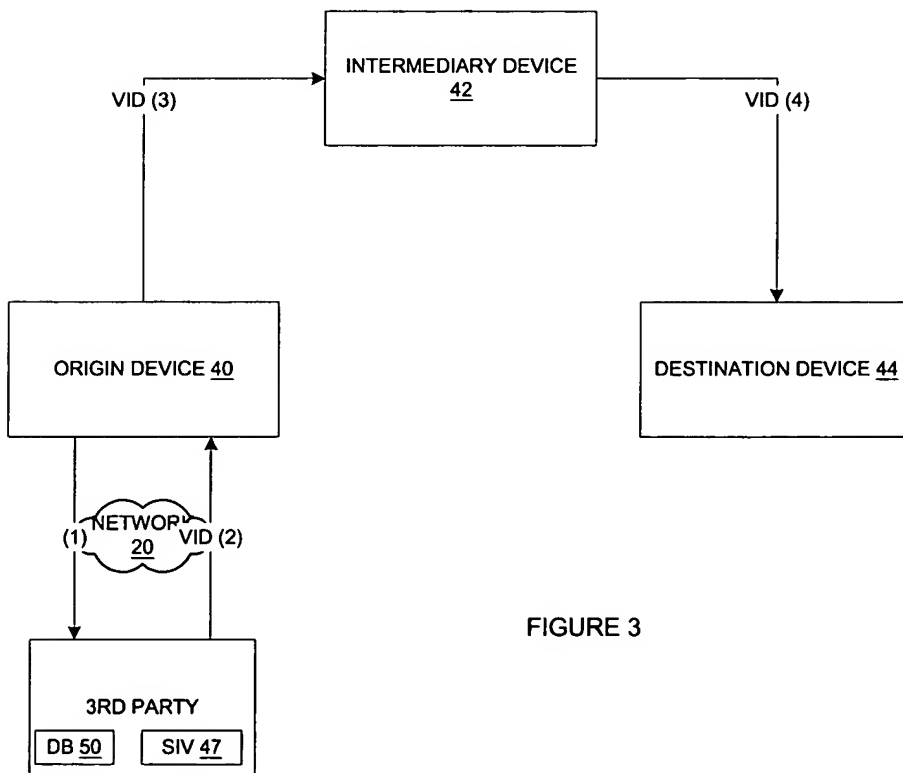 INTERMEDIARY DEVICE
42
VID (3)
VID (4)
ORIGIN DEVICE 40
DESTINATION DEVICE 44
(1)
NETWORK
20
VID (2)
3RD PARTY
DB 50
SIV 47
FIGURE 3